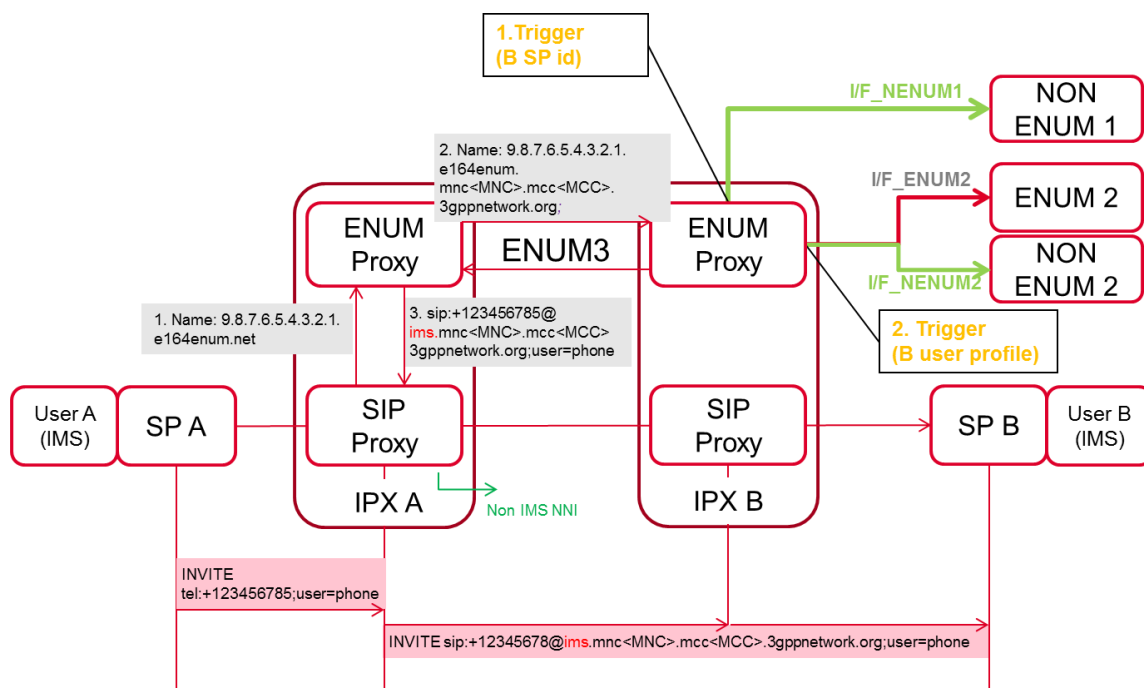 1.Trigger
(B SP id)
I/F_NENUM1
NON
ENUM 1
2. Name: 9.8.7.6.5.4.3.2.1.
e164enum.
mnc<MNC>.mcc<MCC>.
3gppnetwork.org;
I/F_ENUM2
ENUM 2
ENUM
Proxy
ENUM3
ENUM
Proxy
NON
ENUM 2
I/F_NENUM2
1. Name: 9.8.7.6.5.4.3.2.1.
e164enum.net
3. sip:+123456785@
ims.mnc<MNC>.mcc<MCC>
3gppnetwork.org;user=phone
2. Trigger
(B user profile)
User A
(IMS)
SP A
SIP
Proxy
SIP
Proxy
SP B
User B
(IMS)
IPX A
Non IMS NNI
IPX B
INVITE
tel:+123456785;user=phone
INVITE sip:+12345678@ims.mnc<MNC>.mcc<MCC>.3gppnetwork.org;user=phone